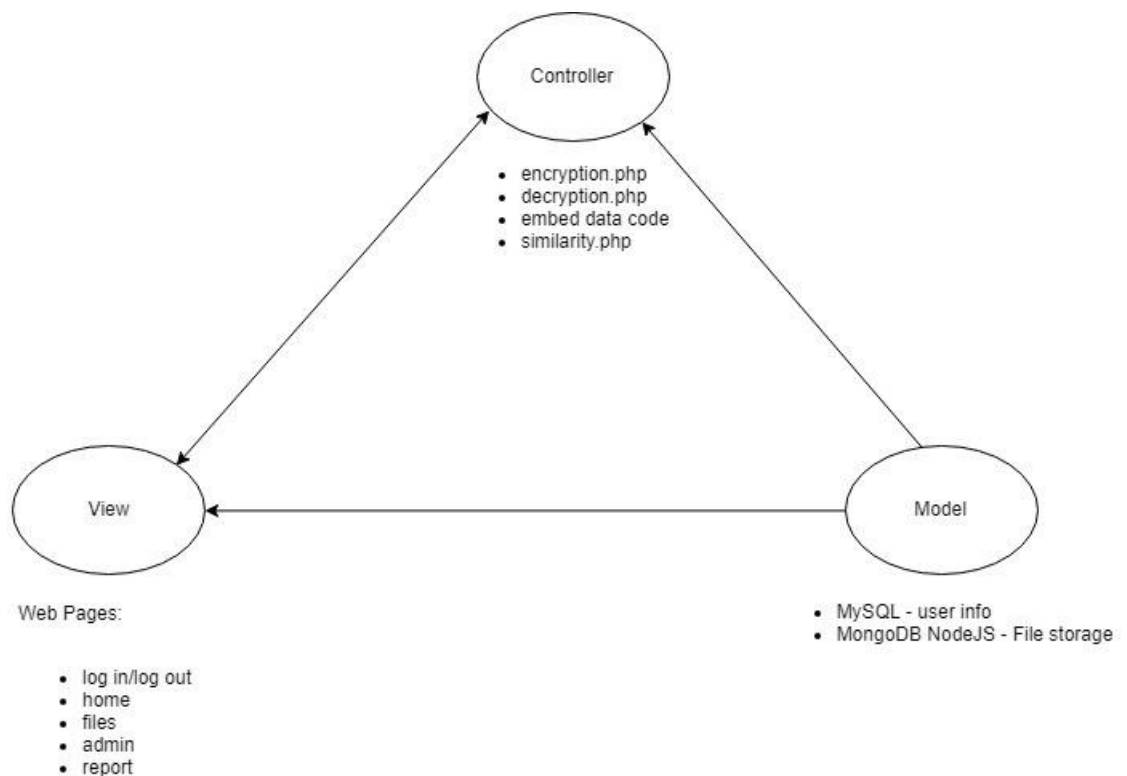 Controller
• encryption.php
• decryption.php
• embed data code
• similarity.php
View
Model
Web Pages:
• log in/log out
• home
• files
• admin
• report
• MySQL - user info
• MongoDB NodeJS - File storage